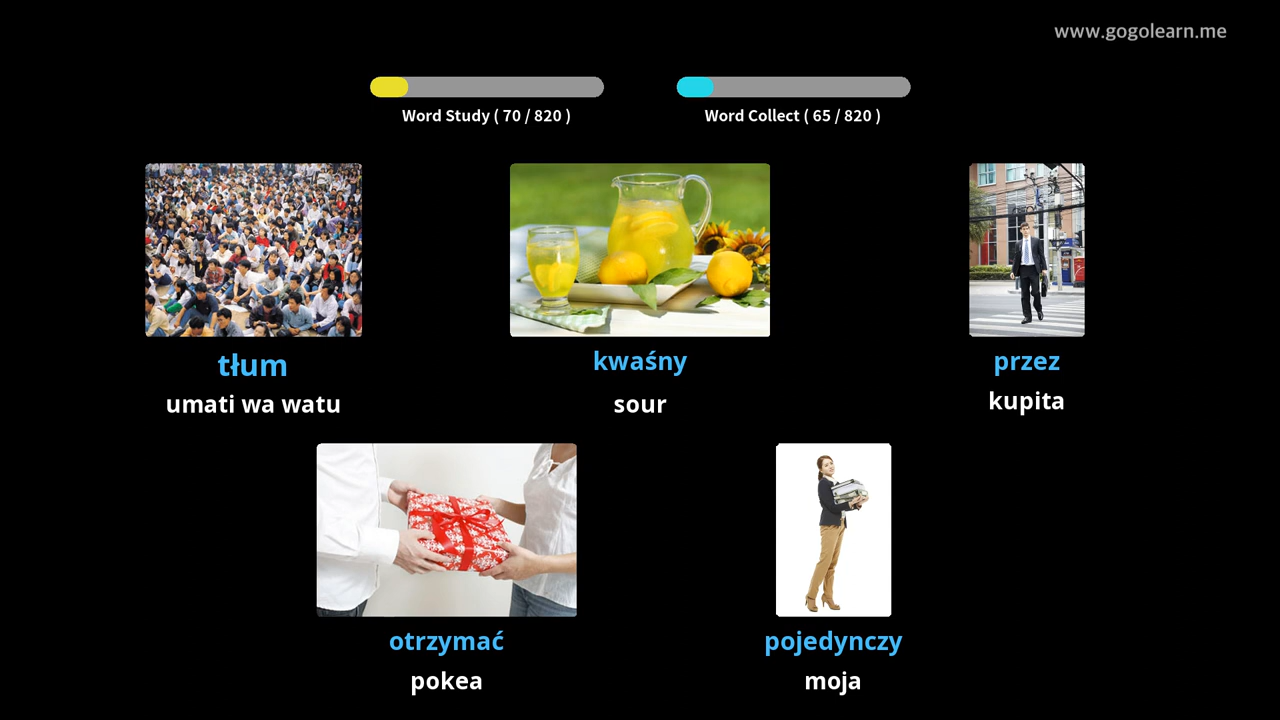 www.gogolearn.me
Word Study ( 70 / 820 )
Word Collect ( 65 / 820 )
tłum
umati wa watu
kwaśny
sour
przez
kupita
otrzymać
pokea
pojedynczy
moja